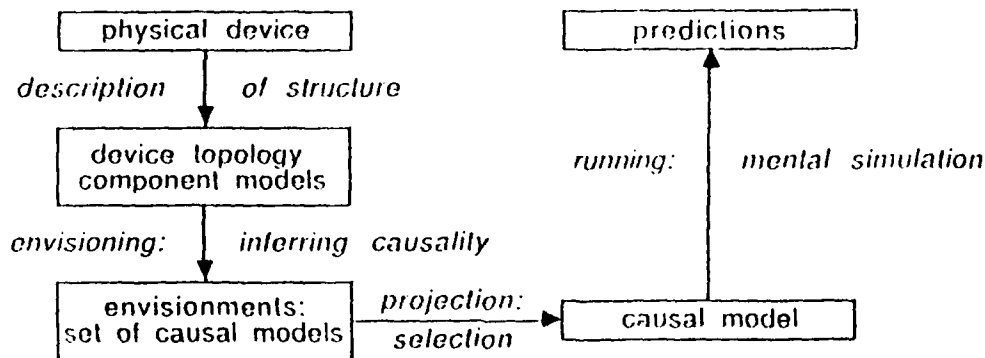 physical device
predictions
description of structure
device topology
component models
running: mental simulation
envisioning: inferring causality
envisionments:
set of causal models
projection:
selection
causal model